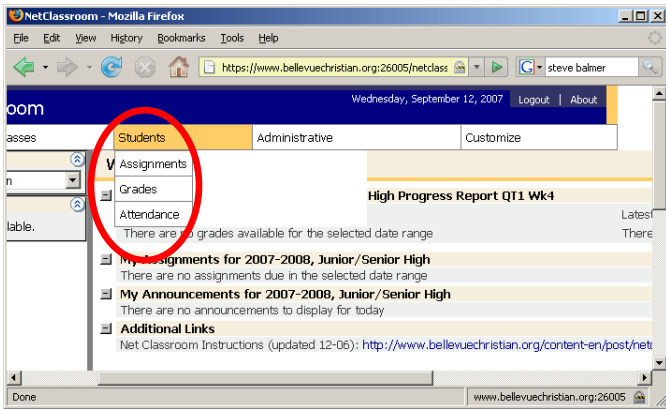 NetClassroom - Mozilla Firefox
File Edit View History Bookmarks Tools Help
https://www.bellevuechristian.org:26005/netclass
G steve balmer
oom
Wednesday, September 12, 2007 Logout | About
asses Students Administrative Customize
W
n
Assignments
Grades
Attendance
lable.
High Progress Report QT1 Wk4
Latest
There are no grades available for the selected date range
There
My Assignments for 2007-2008, Junior/Senior High
There are no assignments due in the selected date range
My Announcements for 2007-2008, Junior/Senior High
There are no announcements to display for today
Additional Links
Net Classroom Instructions (updated 12-06): http://www.bellevuechristian.org/content-en/post/netc
Done www.bellevuechristian.org:26005